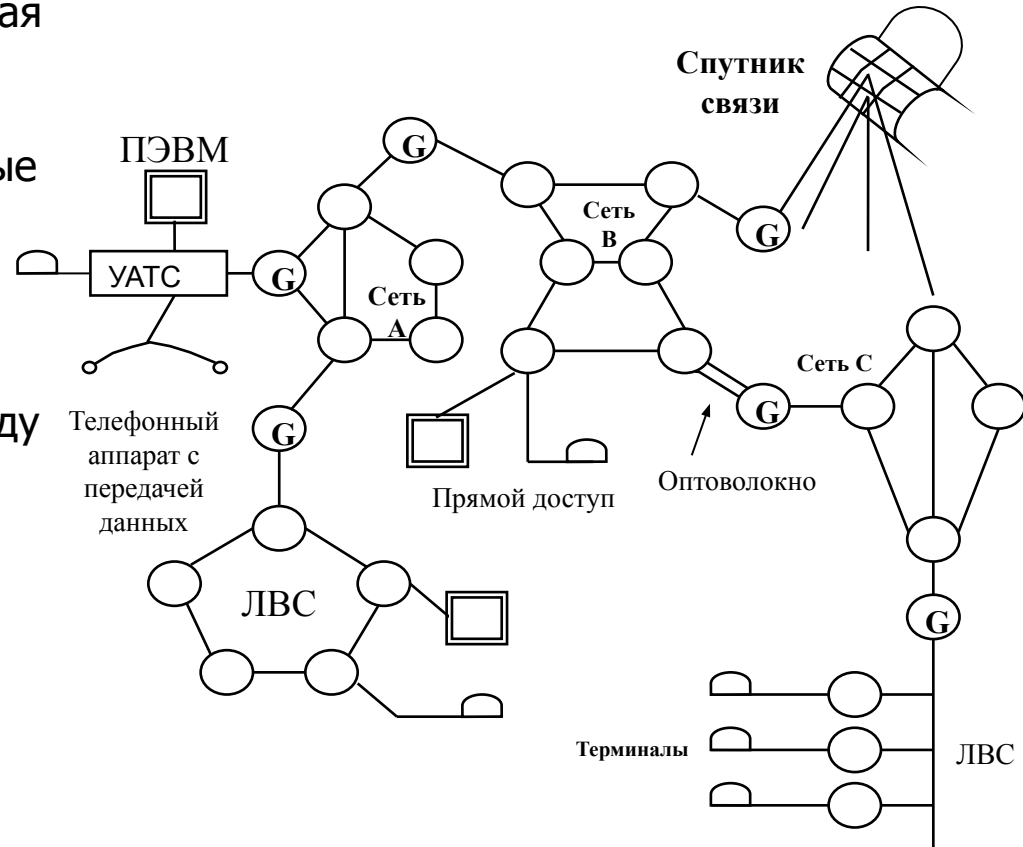 ая
Спутник
связи
ые
ПЭВМ
G
Сеть
В
G
УАТС
G
Сеть
А
Сеть С
ду
Телефонный
аппарат с
передачей
данных
G
G
Прямой доступ
Оптоволокно
ЛВС
G
Терминалы
ЛВС